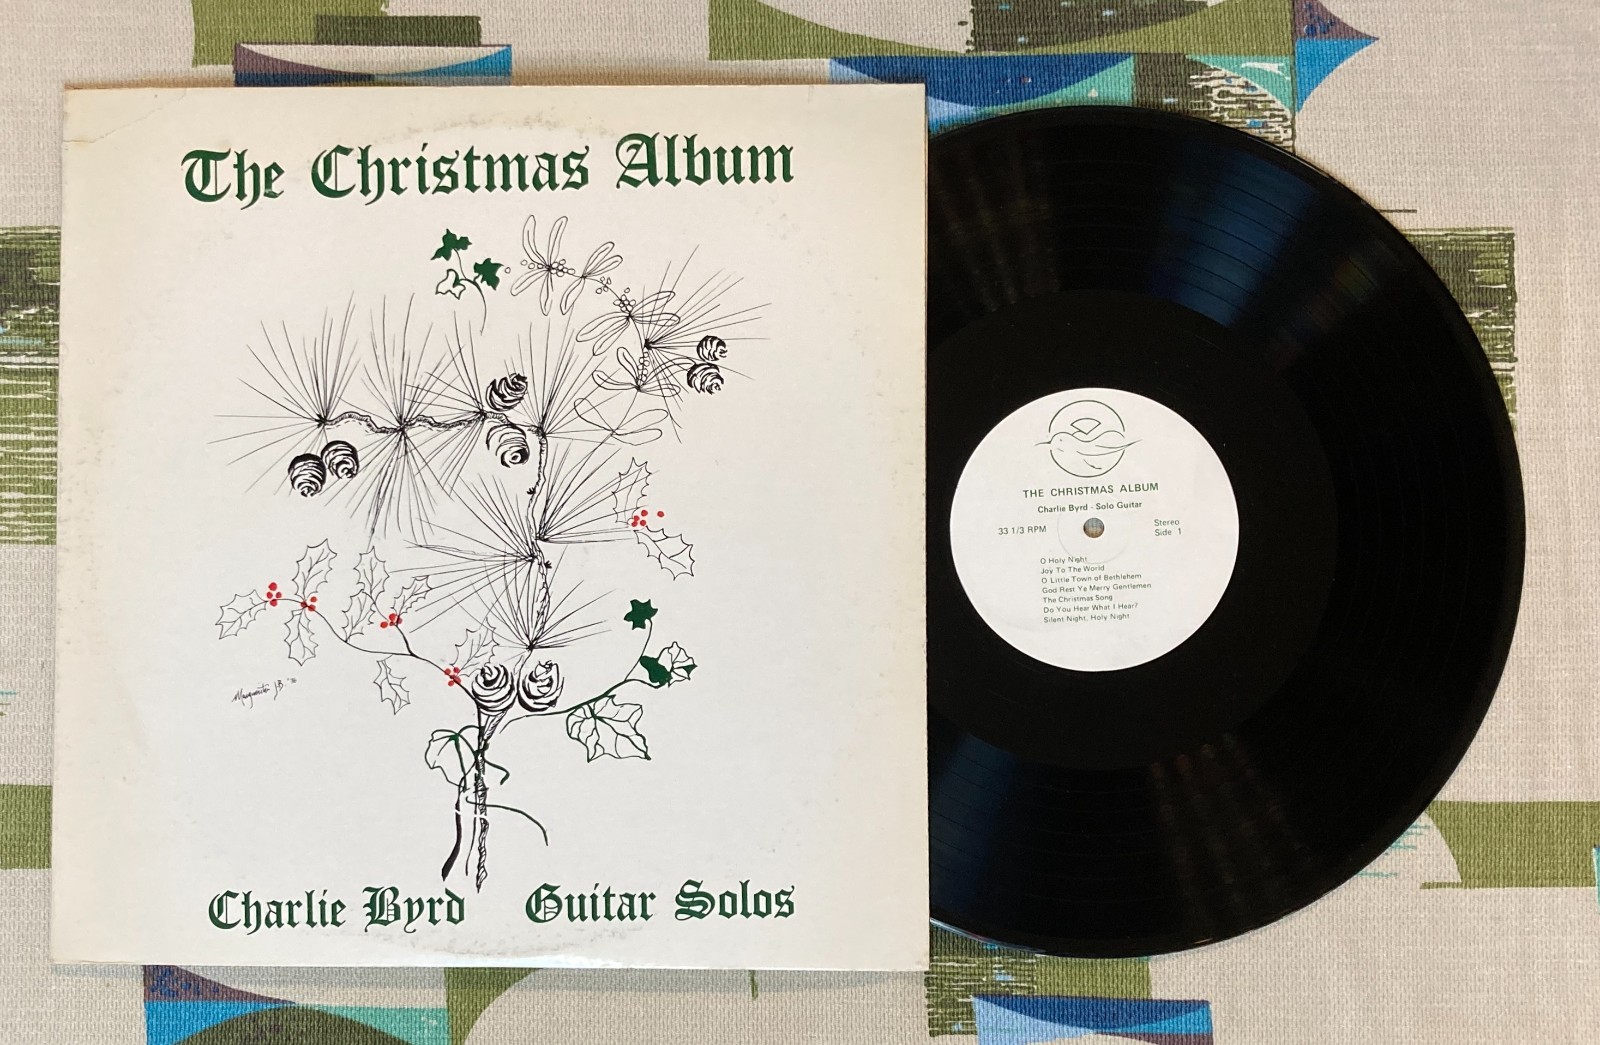 The Christmas Album
Marguerite J.B. '76
Charlie Byrd Guitar Solos
THE CHRISTMAS ALBUM
Charlie Byrd - Solo Guitar
33 1/3 RPM
Stereo
Side 1
O Holy Night
Joy To The World
O Little Town of Bethlehem
God Rest Ye Merry Gentlemen
The Christmas Song
Do You Hear What I Hear?
Silent Night, Holy Night